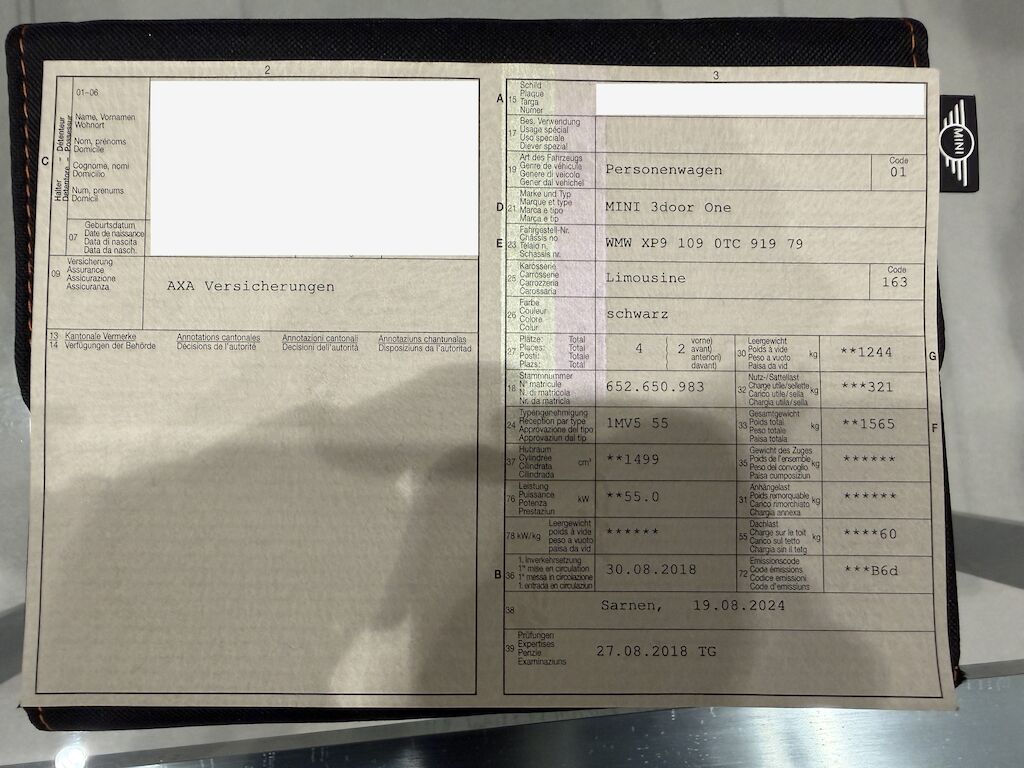 2
01-06
Name, Vornamen
Wohnort
Nom, prénoms
Domicile
Cognome, nomi
Domicilio
Num, prenums
Domicil
C
Halter - Détenteur
Detentore - Possessur
07
Geburtsdatum
Date de naissance
Data di nascita
Data da nasch.
09
Versicherung
Assurance
Assicurazione
Assicuranza
AXA Versicherungen
13 Kantonale Vermerke Annotations cantonales Annotazioni cantonali Annotaziuns chantunalas
14 Verfügungen der Behörde Décisions de l'autorité Decisioni dell'autorità Disposiziuns da l'autoritad
3
A 15
Schild
Plaque
Targa
Numer
17
Bes. Verwendung
Usage spécial
Uso speciale
Diever spezial
19
Art des Fahrzeugs
Genre de véhicule
Genere di veicolo
Gener dal vehichel
Personenwagen
Code
01
D 21
Marke und Typ
Marque et type
Marca e tipo
Marca e tip
MINI 3door One
E 23
Fahrgestell-Nr.
Châssis no
Telaio n.
Schassis nr.
WMW XP9 109 0TC 919 79
25
Karosserie
Carrosserie
Carrozzeria
Carossaria
Limousine
Code
163
26
Farbe
Couleur
Colore
Colur
schwarz
27
Plätze: Total
Places: Total
Posti: Totale
Plazs: Total
4 ( 2
vorne)
avant)
anteriori)
davant)
30
Leergewicht
Poids à vide
Peso a vuoto
Paisa da vid
kg
**1244
G
18
Stammnummer
N° matricule
N. di matricola
Nr. da matricla
652.650.983
32
Nutz-/Sattellast
Charge utile/sellette
Carico utile/sella
Chargia utila/sella
kg
***321
24
Typengenehmigung
Réception par type
Approvazione del tipo
Approvaziun dal tip
1MV5 55
33
Gesamtgewicht
Poids total
Peso totale
Paisa totala
kg
**1565
F
37
Hubraum
Cylindrée
Cilindrata
Cilindrada
cm³
**1499
35
Gewicht des Zuges
Poids de l'ensemble
Peso del convoglio
Paisa cumposiziun
kg
******
76
Leistung
Puissance
Potenza
Prestaziun
kW
**55.0
31
Anhängelast
Poids remorquable
Carico rimorchiato
Chargia annexa
kg
******
78 kW/kg
Leergewicht
poids à vide
peso a vuoto
paisa da vid
******
55
Dachlast
Charge sur le toit
Carico sul tetto
Chargia sin il tetg
kg
****60
B 36
1. Inverkehrsetzung
1re mise en circulation
1a messa in circolazione
1. entrada en circulaziun
30.08.2018
72
Emissionscode
Code émissions
Codice emissioni
Code d'emissiuns
***B6d
38
Sarnen, 19.08.2024
39
Prüfungen
Expertises
Perizie
Examinaziuns
27.08.2018 TG
MINI